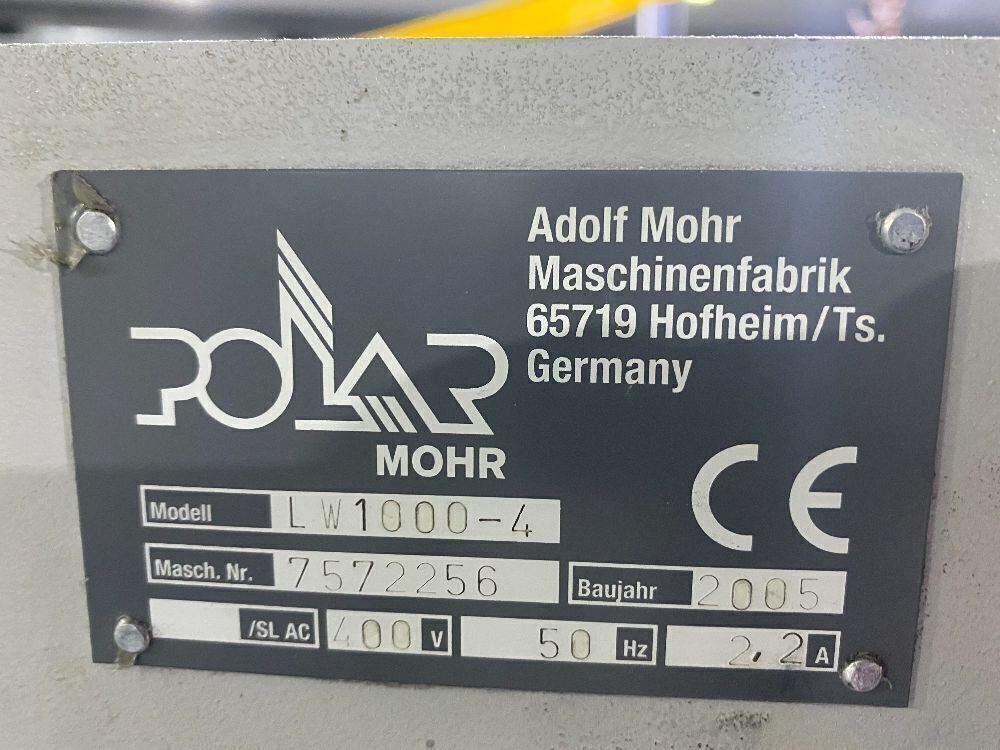 POLAR
MOHR
Adolf Mohr
Maschinenfabrik
65719 Hofheim/Ts.
Germany
CE
Modell LW1000-4
Masch. Nr. 7572256 Baujahr 2005
/SL AC 400 V 50 Hz 2,2 A